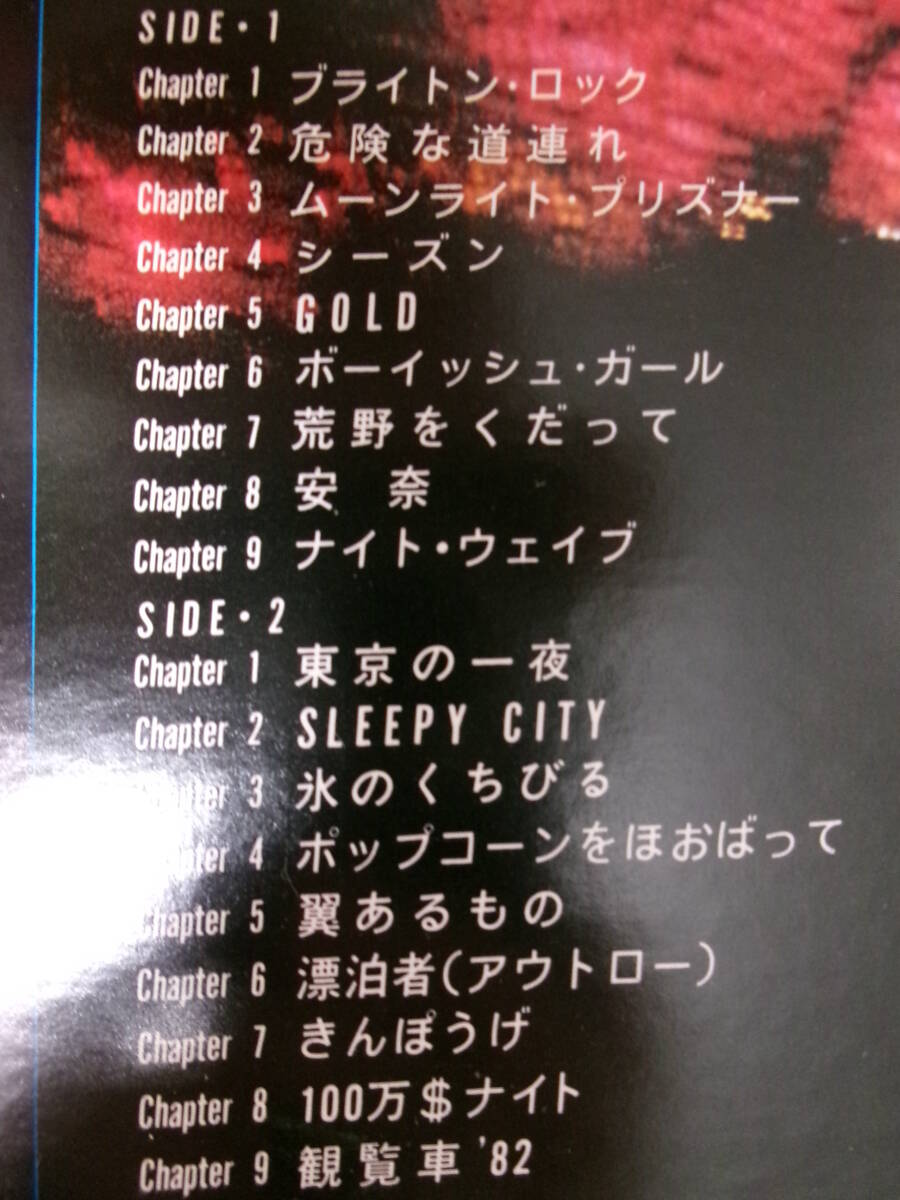 SIDE・1
Chapter 1 ブライトン・ロック
Chapter 2 危険な道連れ
Chapter 3 ムーンライト・プリズナー
Chapter 4 シーズン
Chapter 5 GOLD
Chapter 6 ボーイッシュ・ガール
Chapter 7 荒野をくだって
Chapter 8 安 奈
Chapter 9 ナイト・ウェイブ
SIDE・2
Chapter 1 東京の一夜
Chapter 2 SLEEPY CITY
Chapter 3 氷のくちびる
Chapter 4 ポップコーンをほおばって
Chapter 5 翼あるもの
Chapter 6 漂泊者(アウトロー)
Chapter 7 きんぽうげ
Chapter 8 100万$ナイト
Chapter 9 観覧車'82